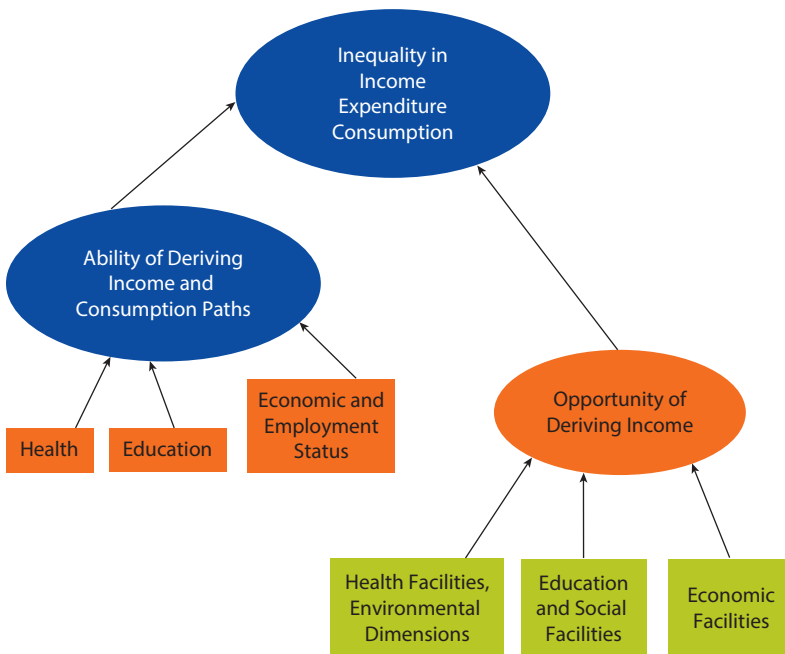 Inequality in
Income
Expenditure
Consumption
Ability of Deriving
Income and
Consumption Paths
Health
Education
Economic and
Employment
Status
Opportunity of
Deriving Income
Health Facilities,
Environmental
Dimensions
Education
and Social
Facilities
Economic
Facilities